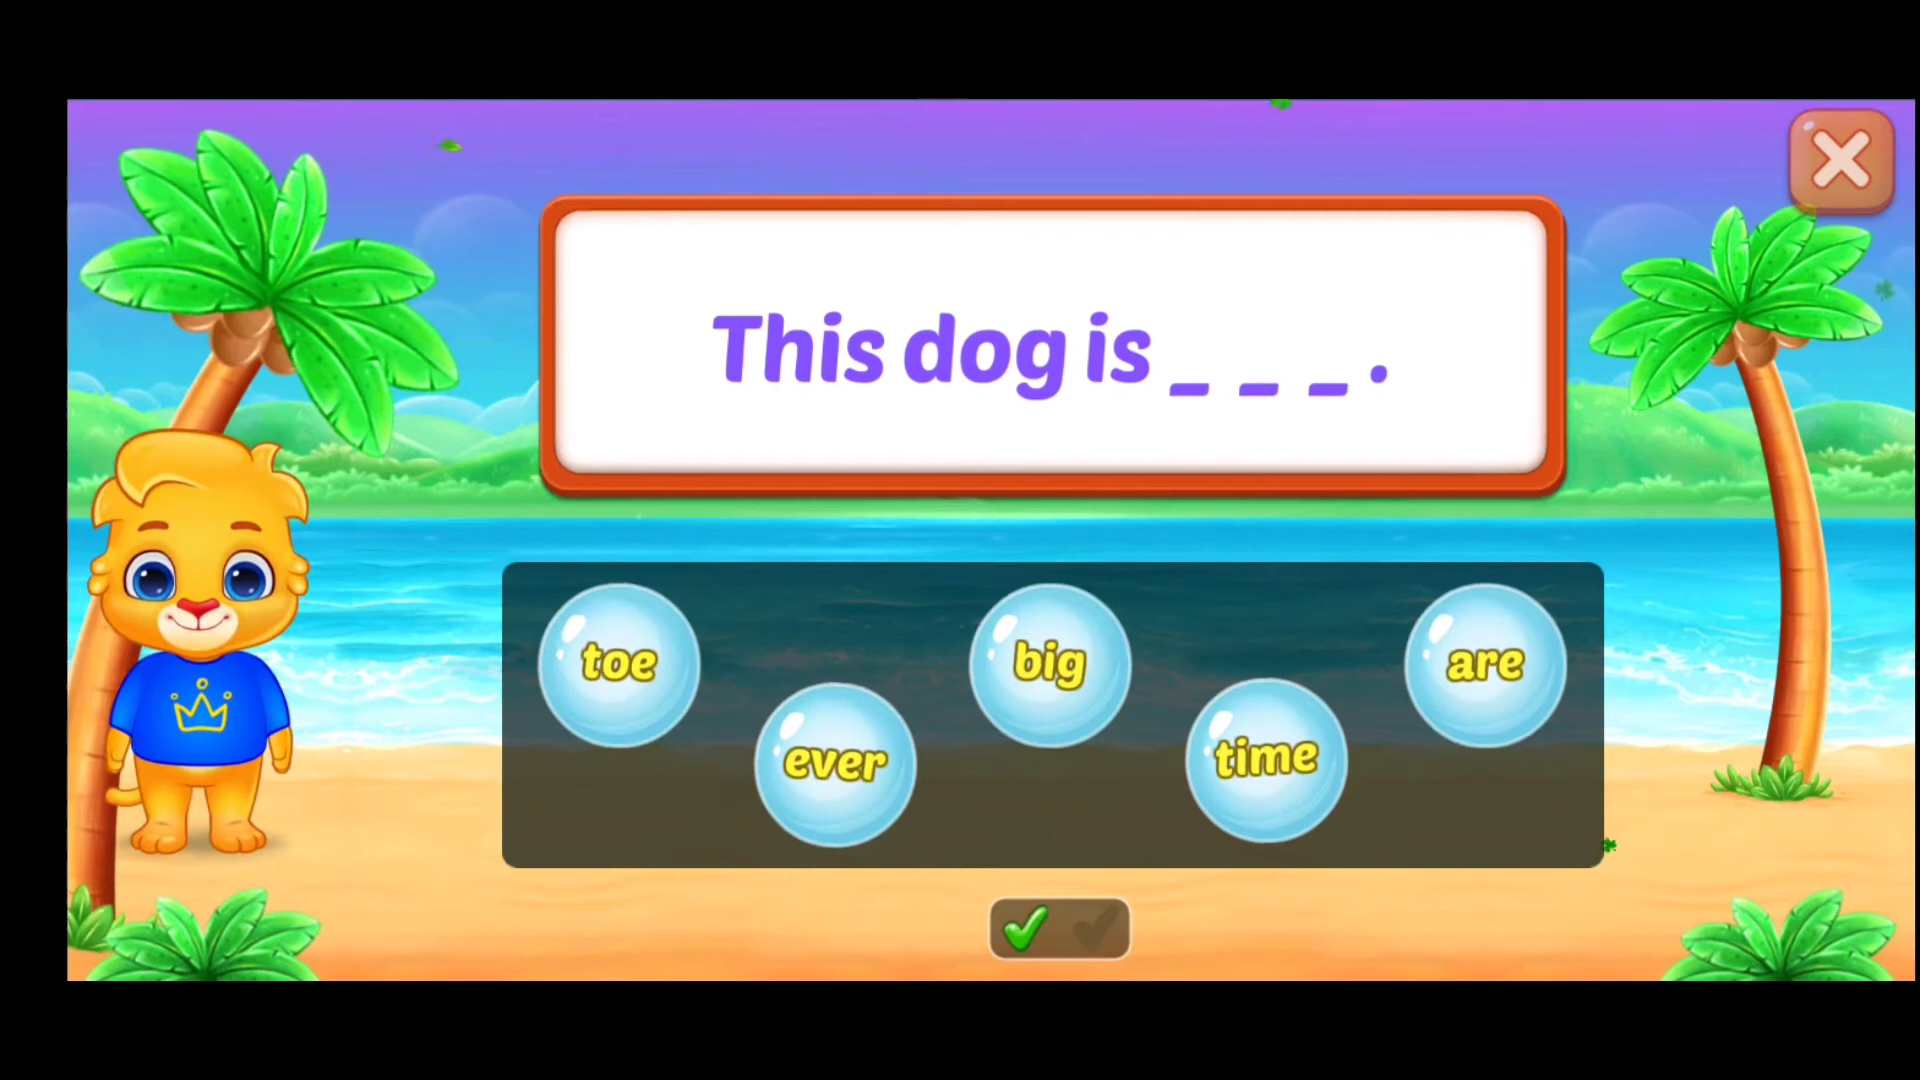 This dog is _ _ _ .
toe
big
are
ever
time